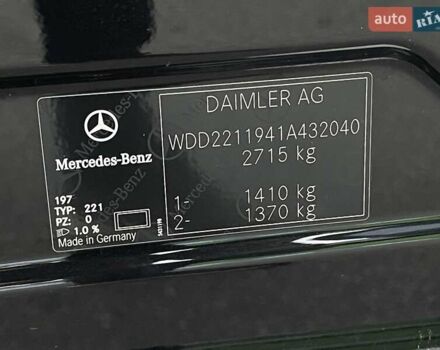 auto RIA
DAIMLER AG
WDD2211941A432040
2715 kg
1- 1410 kg
2- 1370 kg
Mercedes-Benz
197
TYP: 221
PZ: 0
1.0 %
Made in Germany